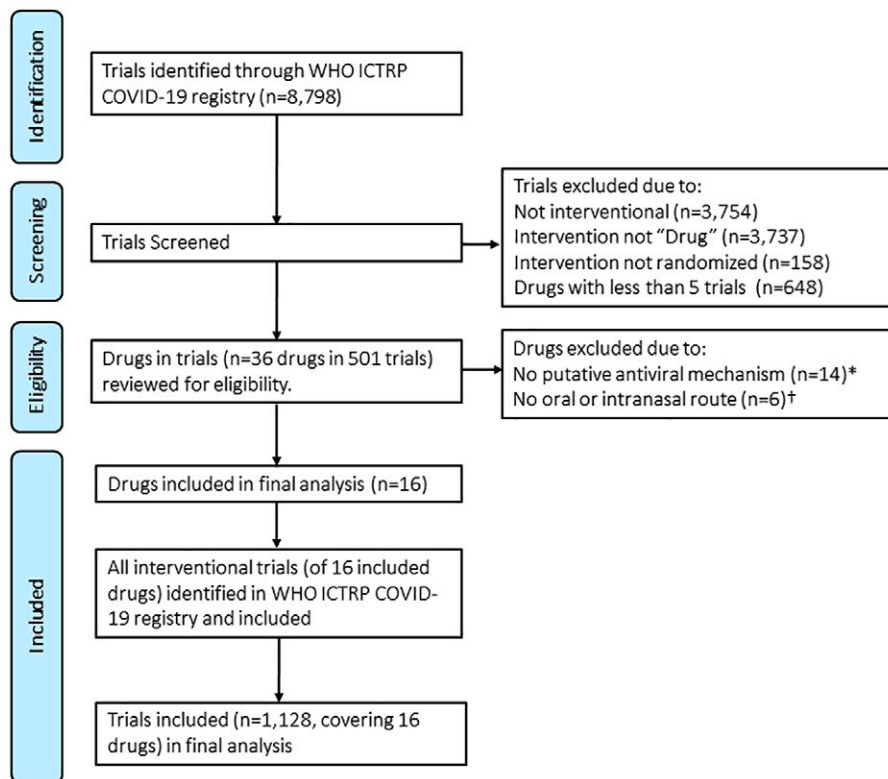 Identification
Trials identified through WHO ICTRP
COVID-19 registry (n=8,798)
Screening
Trials Screened
Trials excluded due to:
Not interventional (n=3,754)
Intervention not “Drug” (n=3,737)
Intervention not randomized (n=158)
Drugs with less than 5 trials (n=648)
Eligibility
Drugs in trials (n=36 drugs in 501 trials)
reviewed for eligibility.
Drugs excluded due to:
No putative antiviral mechanism (n=14)*
No oral or intranasal route (n=6)†
Included
Drugs included in final analysis (n=16)
All interventional trials (of 16 included
drugs) identified in WHO ICTRP COVID-
19 registry and included
Trials included (n=1,128, covering 16
drugs) in final analysis